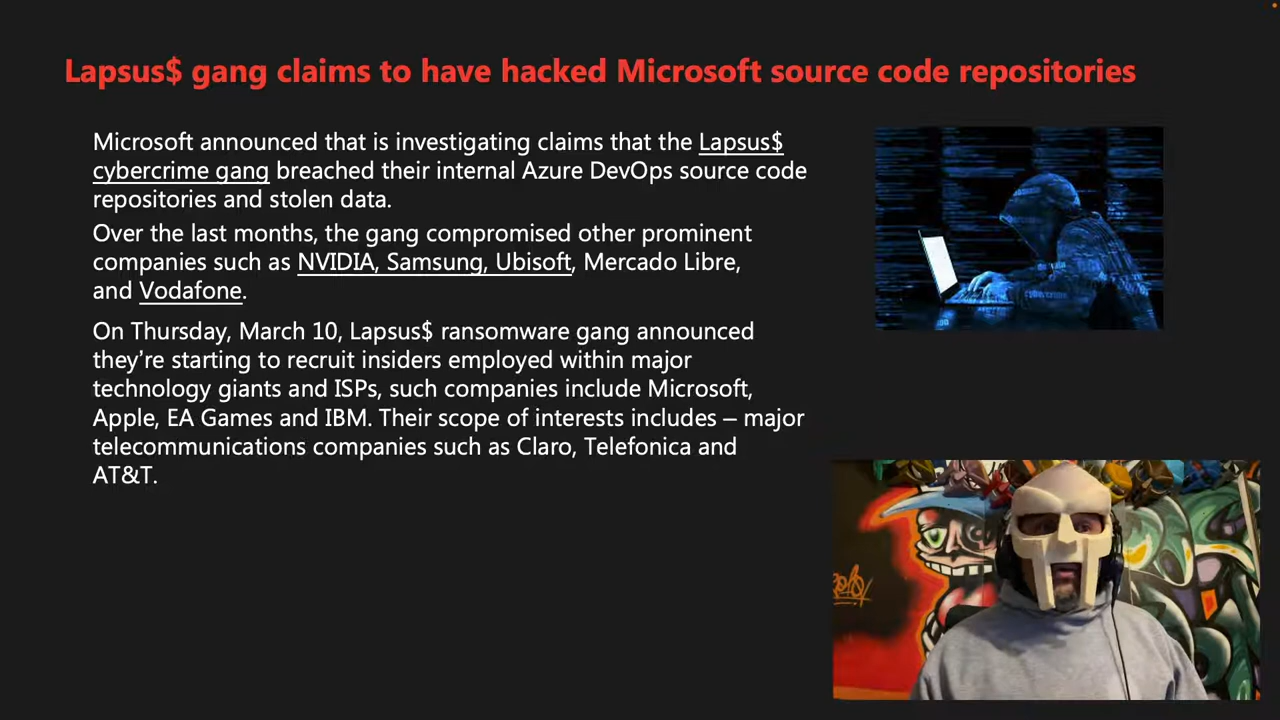 Lapsus$ gang claims to have hacked Microsoft source code repositories
Microsoft announced that is investigating claims that the Lapsus$
cybercrime gang breached their internal Azure DevOps source code
repositories and stolen data.
Over the last months, the gang compromised other prominent
companies such as NVIDIA, Samsung, Ubisoft, Mercado Libre,
and Vodafone.
On Thursday, March 10, Lapsus$ ransomware gang announced
they’re starting to recruit insiders employed within major
technology giants and ISPs, such companies include Microsoft,
Apple, EA Games and IBM. Their scope of interests includes – major
telecommunications companies such as Claro, Telefonica and
AT&T.